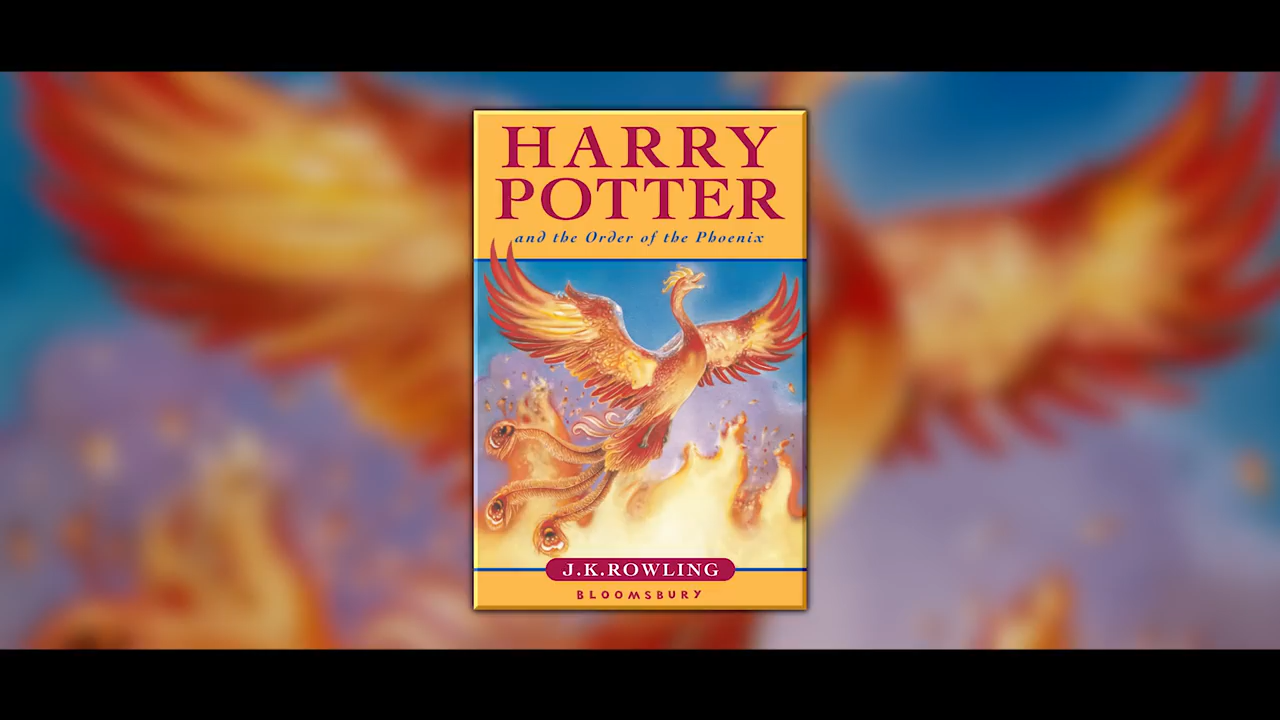 HARRY
POTTER
and the Order of the Phoenix
J.K.ROWLING
BLOOMSBURY